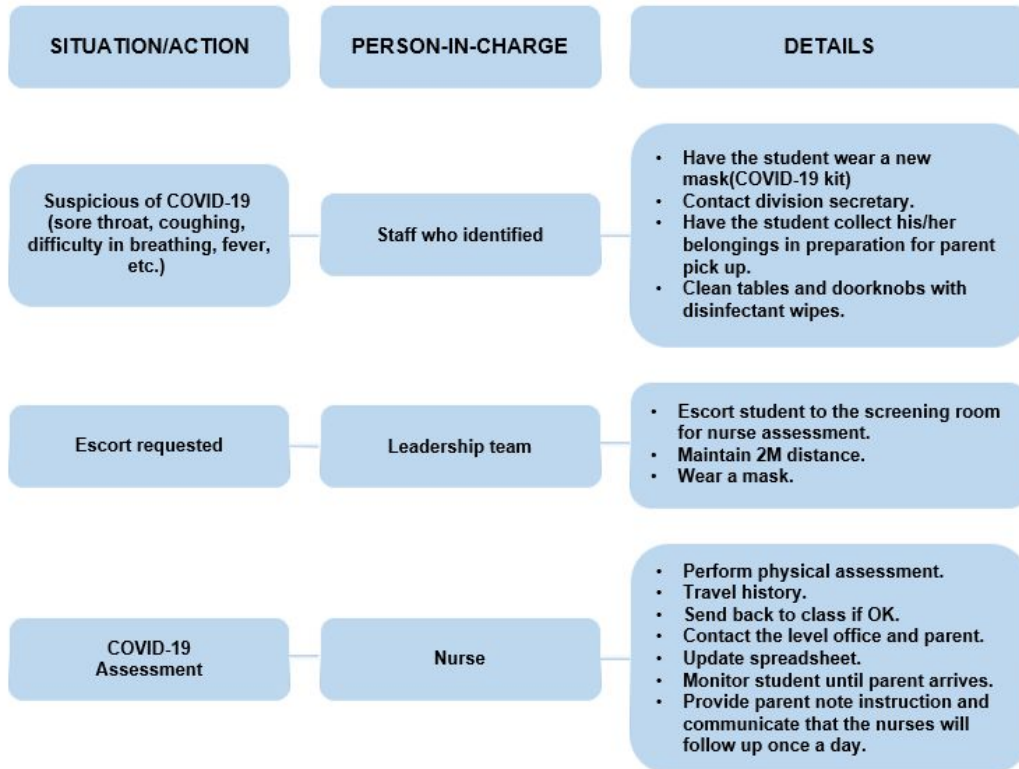 SITUATION/ACTION
PERSON-IN-CHARGE
DETAILS
Suspicious of COVID-19
(sore throat, coughing,
difficulty in breathing, fever,
etc.)
Staff who identified
• Have the student wear a new
mask(COVID-19 kit)
• Contact division secretary.
• Have the student collect his/her
belongings in preparation for parent
pick up.
• Clean tables and doorknobs with
disinfectant wipes.
Escort requested
Leadership team
• Escort student to the screening room
for nurse assessment.
• Maintain 2M distance.
• Wear a mask.
COVID-19
Assessment
Nurse
• Perform physical assessment.
• Travel history.
• Send back to class if OK.
• Contact the level office and parent.
• Update spreadsheet.
• Monitor student until parent arrives.
• Provide parent note instruction and
communicate that the nurses will
follow up once a day.